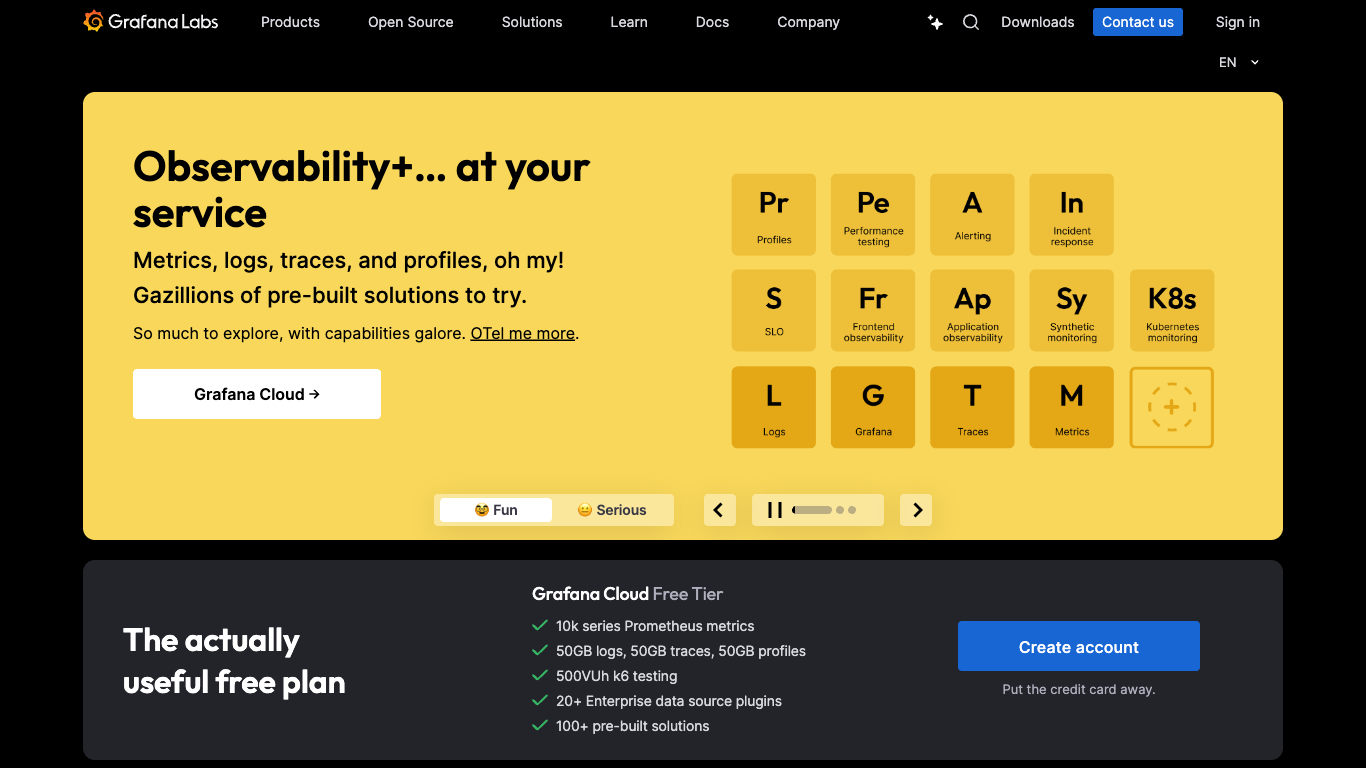 Grafana Labs
Products
Open Source
Solutions
Learn
Docs
Company
Downloads
Contact us
Sign in
EN
Observability+... at your
service
Metrics, logs, traces, and profiles, oh my!
Gazillions of pre-built solutions to try.
So much to explore, with capabilities galore. OTel me more.
Grafana Cloud →
Pr
Profiles
Pe
Performance
testing
A
Alerting
In
Incident
response
S
SLO
Fr
Frontend
observability
Ap
Application
observability
Sy
Synthetic
monitoring
K8s
Kubernetes
monitoring
L
Logs
G
Grafana
T
Traces
M
Metrics
Fun
Serious
The actually
useful free plan
Grafana Cloud Free Tier
10k series Prometheus metrics
50GB logs, 50GB traces, 50GB profiles
500VUh k6 testing
20+ Enterprise data source plugins
100+ pre-built solutions
Create account
Put the credit card away.